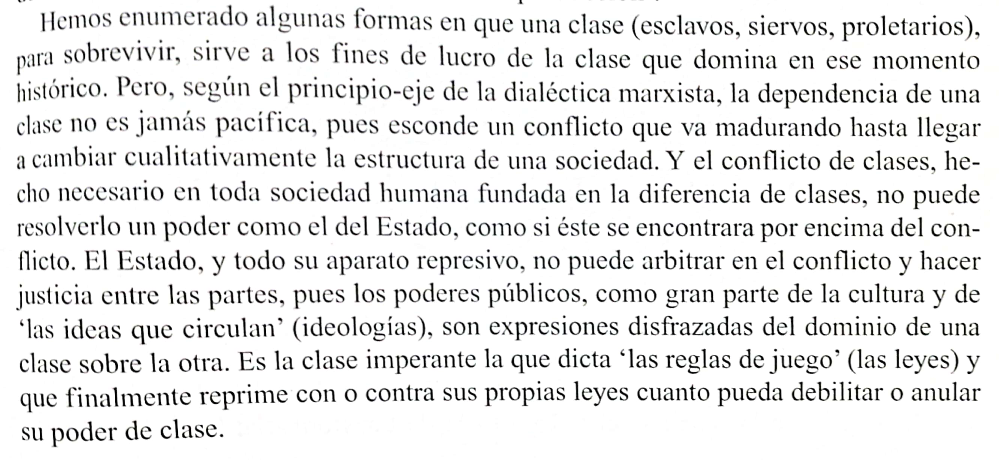 Hemos enumerado algunas formas en que una clase (esclavos, siervos, proletarios),
para sobrevivir, sirve a los fines de lucro de la clase que domina en ese momento
histórico. Pero, según el principio-eje de la dialéctica marxista, la dependencia de una
clase no es jamás pacífica, pues esconde un conflicto que va madurando hasta llegar
a cambiar cualitativamente la estructura de una sociedad. Y el conflicto de clases, he-
cho necesario en toda sociedad humana fundada en la diferencia de clases, no puede
resolverlo un poder como el del Estado, como si éste se encontrara por encima del con-
flicto. El Estado, y todo su aparato represivo, no puede arbitrar en el conflicto y hacer
justicia entre las partes, pues los poderes públicos, como gran parte de la cultura y de
‘las ideas que circulan’ (ideologías), son expresiones disfrazadas del dominio de una
clase sobre la otra. Es la clase imperante la que dicta ‘las reglas de juego’ (las leyes) y
que finalmente reprime con o contra sus propias leyes cuanto pueda debilitar o anular
su poder de clase.